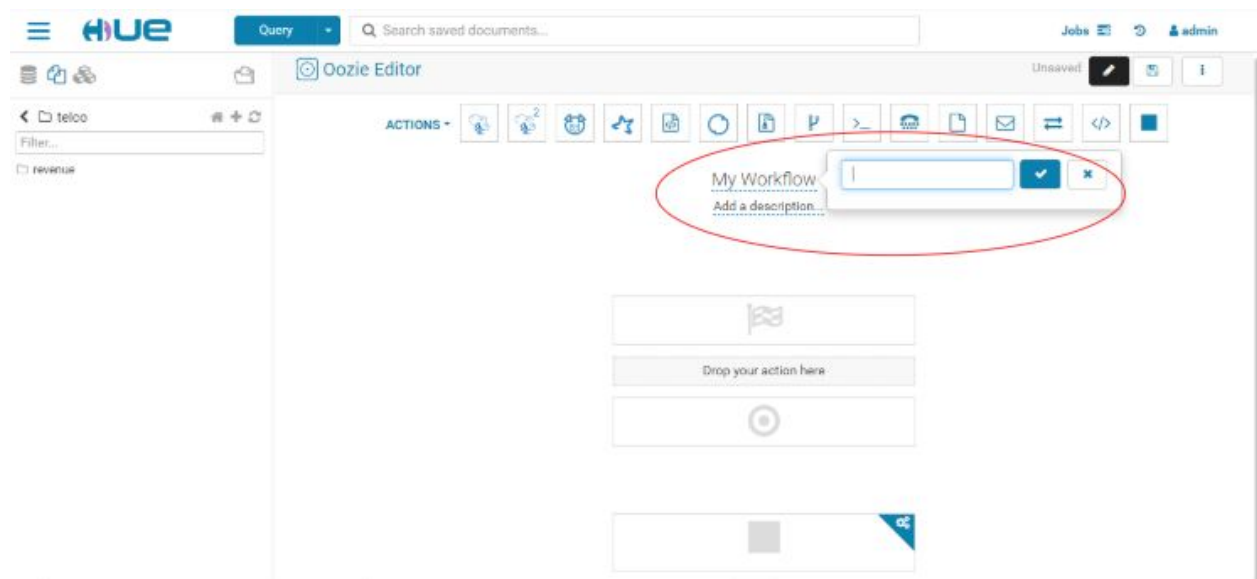 HUE
Query
Search saved documents...
Jobs
admin
Oozie Editor
Unsaved
telco
Filter...
revenue
ACTIONS
2
>_
</>
My Workflow
Add a description...
Drop your action here